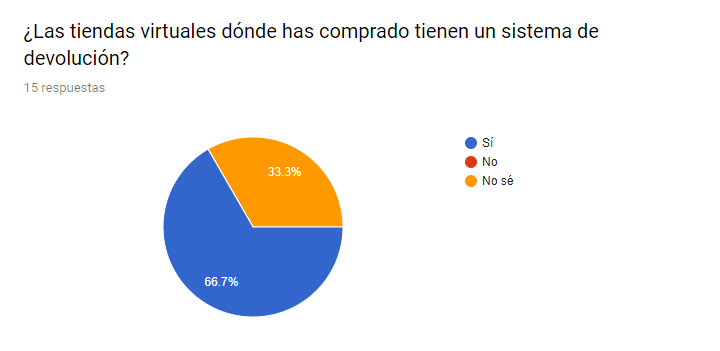 ¿Las tiendas virtuales dónde has comprado tienen un sistema de
devolución?
15 respuestas
Sí
No
No sé
33.3%
66.7%